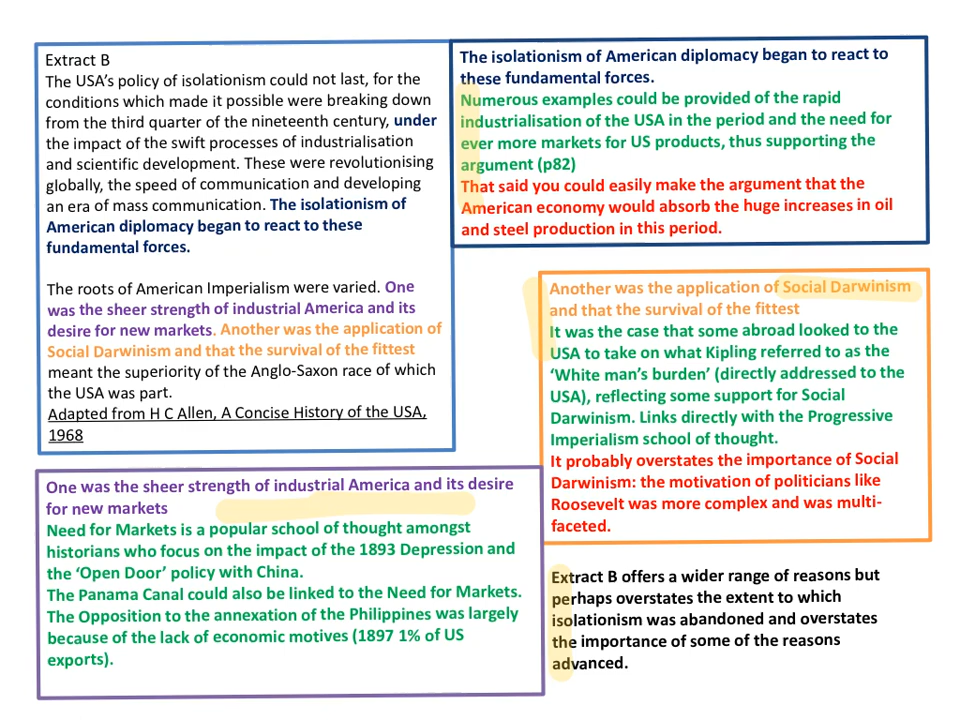 Extract B
The USA's policy of isolationism could not last, for the
conditions which made it possible were breaking down
from the third quarter of the nineteenth century, under
the impact of the swift processes of industrialisation
and scientific development. These were revolutionising
globally, the speed of communication and developing
an era of mass communication. The isolationism of
American diplomacy began to react to these
fundamental forces.
The roots of American Imperialism were varied. One
was the sheer strength of industrial America and its
desire for new markets. Another was the application of
Social Darwinism and that the survival of the fittest
meant the superiority of the Anglo-Saxon race of which
the USA was part.
Adapted from H C Allen, A Concise History of the USA,
1968
The isolationism of American diplomacy began to react to
these fundamental forces.
Numerous examples could be provided of the rapid
industrialisation of the USA in the period and the need for
ever more markets for US products, thus supporting the
argument (p82)
That said you could easily make the argument that the
American economy would absorb the huge increases in oil
and steel production in this period.
Another was the application of Social Darwinism
and that the survival of the fittest
It was the case that some abroad looked to the
USA to take on what Kipling referred to as the
'White man's burden' (directly addressed to the
USA), reflecting some support for Social
Darwinism. Links directly with the Progressive
Imperialism school of thought.
It probably overstates the importance of Social
Darwinism: the motivation of politicians like
Roosevelt was more complex and was multi-
faceted.
One was the sheer strength of industrial America and its desire
for new markets
Need for Markets is a popular school of thought amongst
historians who focus on the impact of the 1893 Depression and
the 'Open Door' policy with China.
The Panama Canal could also be linked to the Need for Markets.
The Opposition to the annexation of the Philippines was largely
because of the lack of economic motives (1897 1% of US
exports).
Extract B offers a wider range of reasons but
perhaps overstates the extent to which
isolationism was abandoned and overstates
the importance of some of the reasons
advanced.